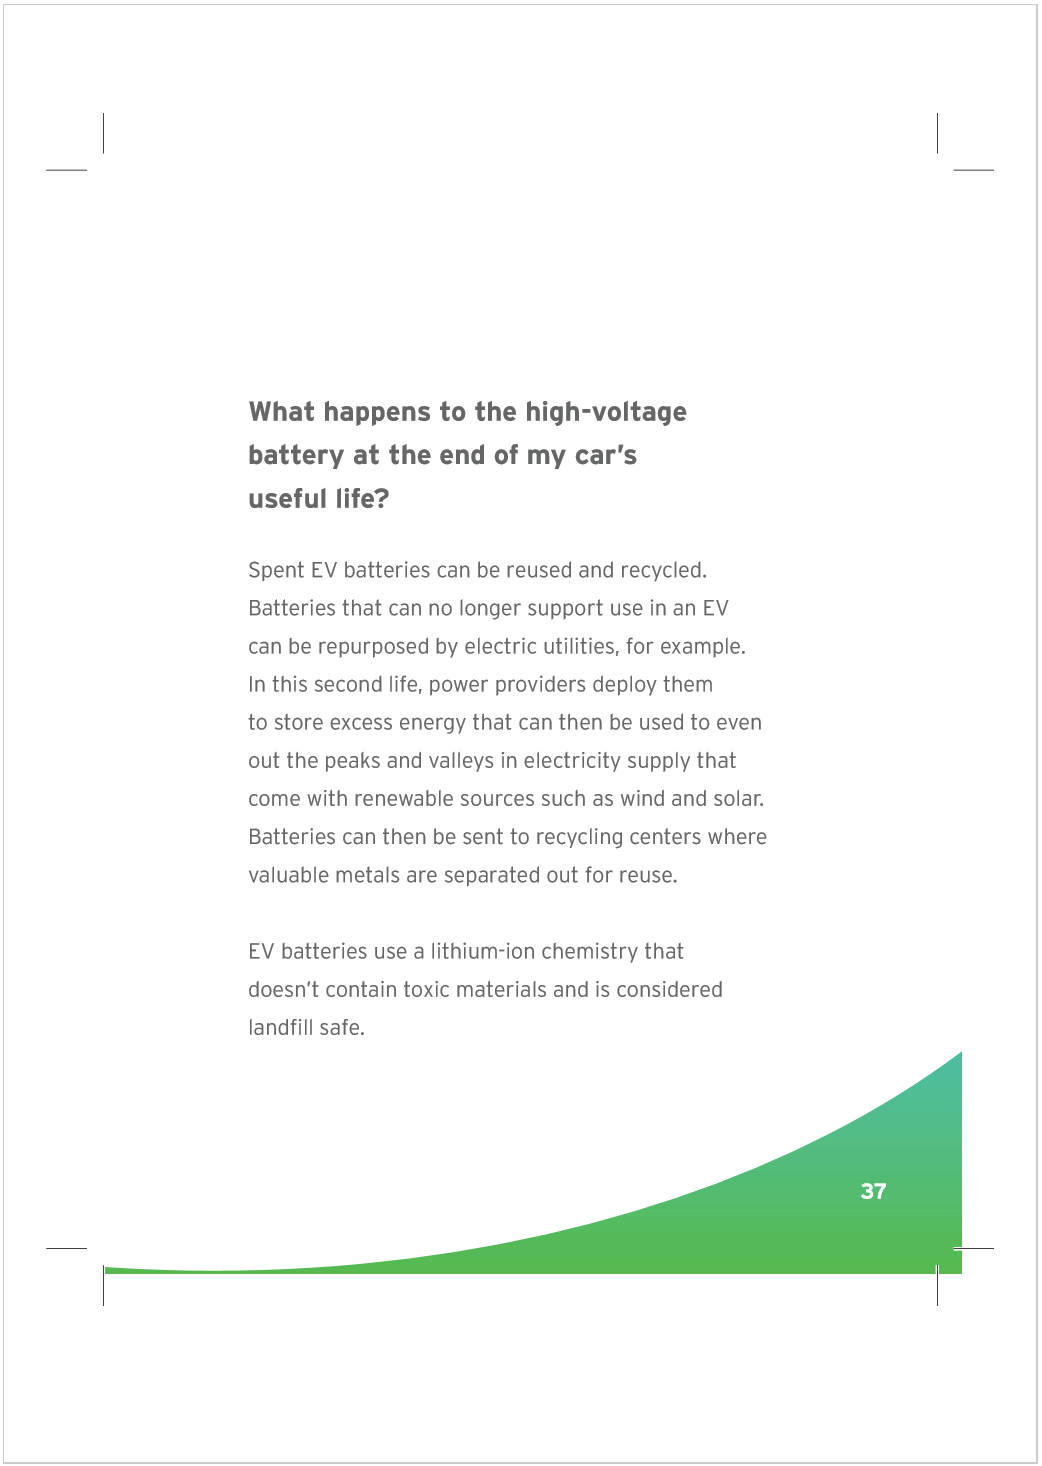 What happens to the high-voltage
battery at the end of my car’s
useful life?
Spent EV batteries can be reused and recycled.
Batteries that can no longer support use in an EV
can be repurposed by electric utilities, for example.
In this second life, power providers deploy them
to store excess energy that can then be used to even
out the peaks and valleys in electricity supply that
come with renewable sources such as wind and solar.
Batteries can then be sent to recycling centers where
valuable metals are separated out for reuse.
EV batteries use a lithium-ion chemistry that
doesn’t contain toxic materials and is considered
landfill safe.
37